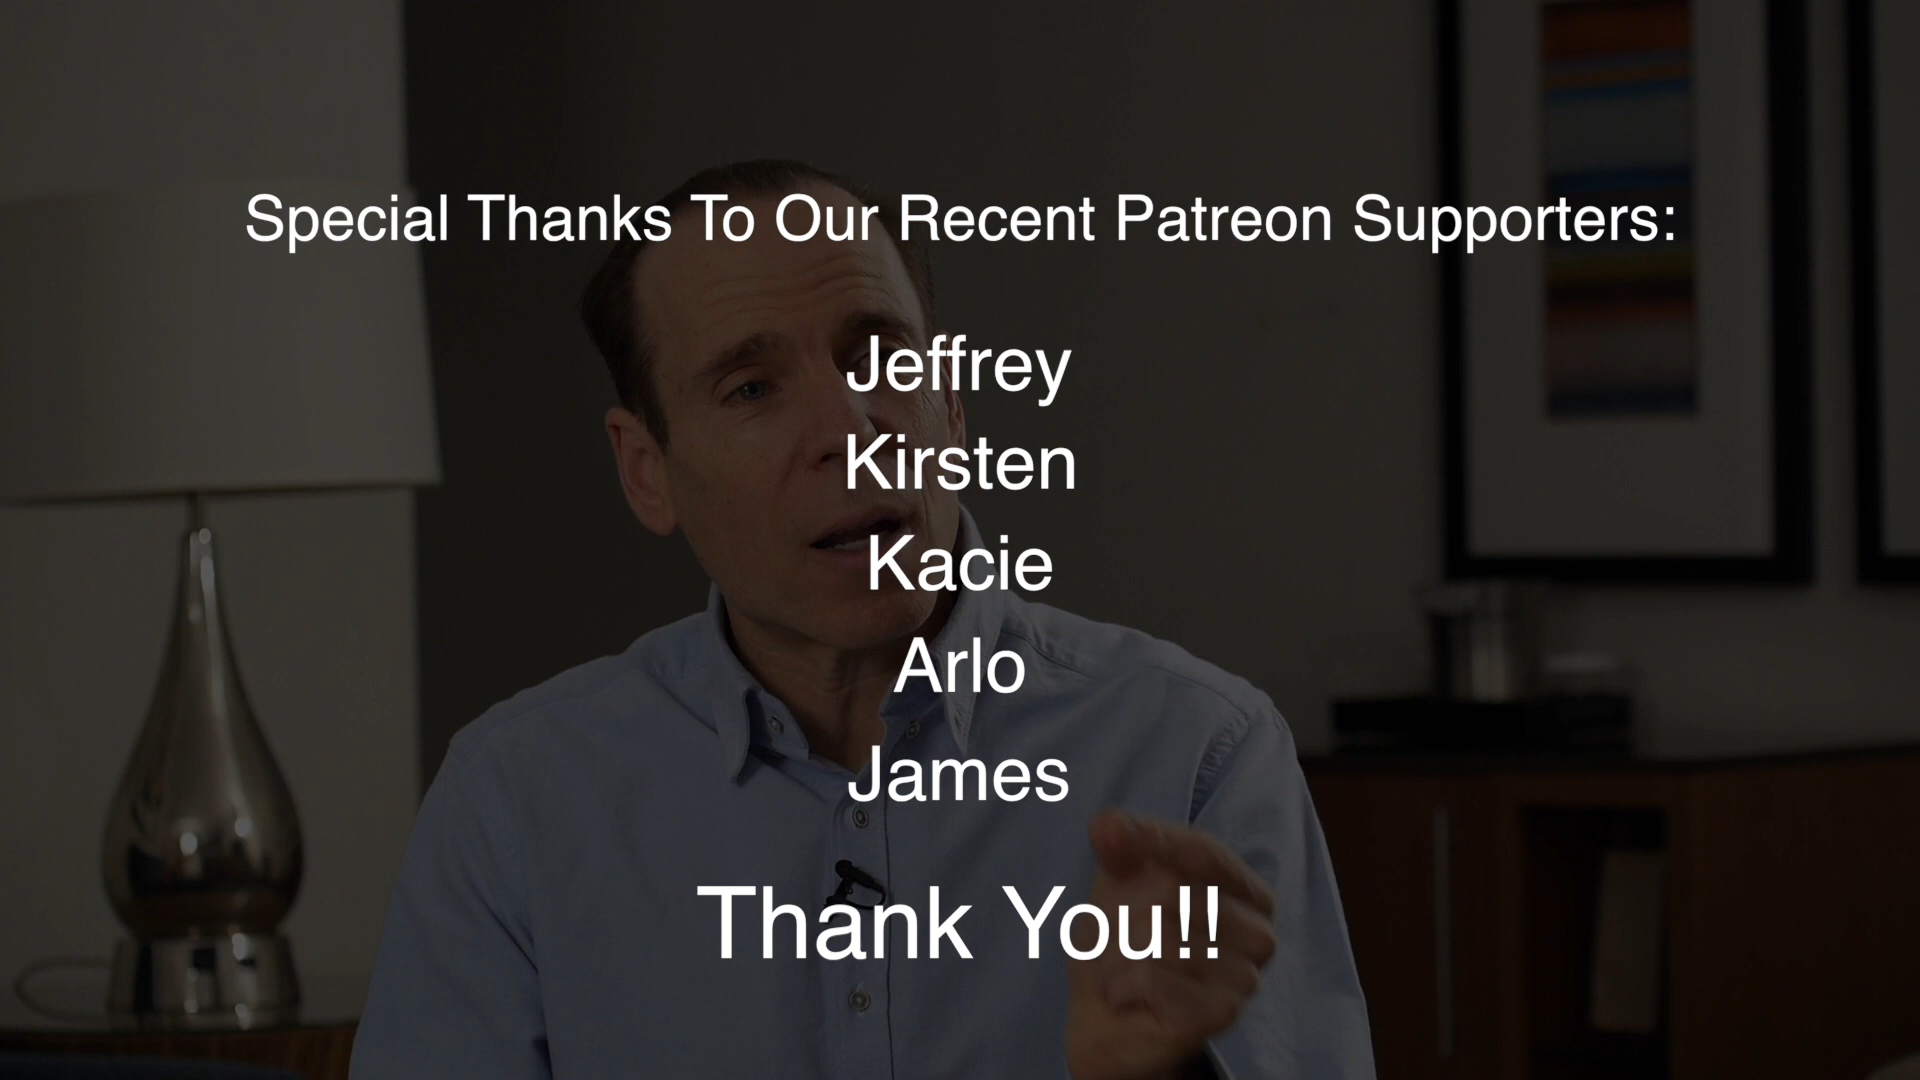 Special Thanks To Our Recent Patreon Supporters:
Jeffrey
Kirsten
Kacie
Arlo
James
Thank You!!